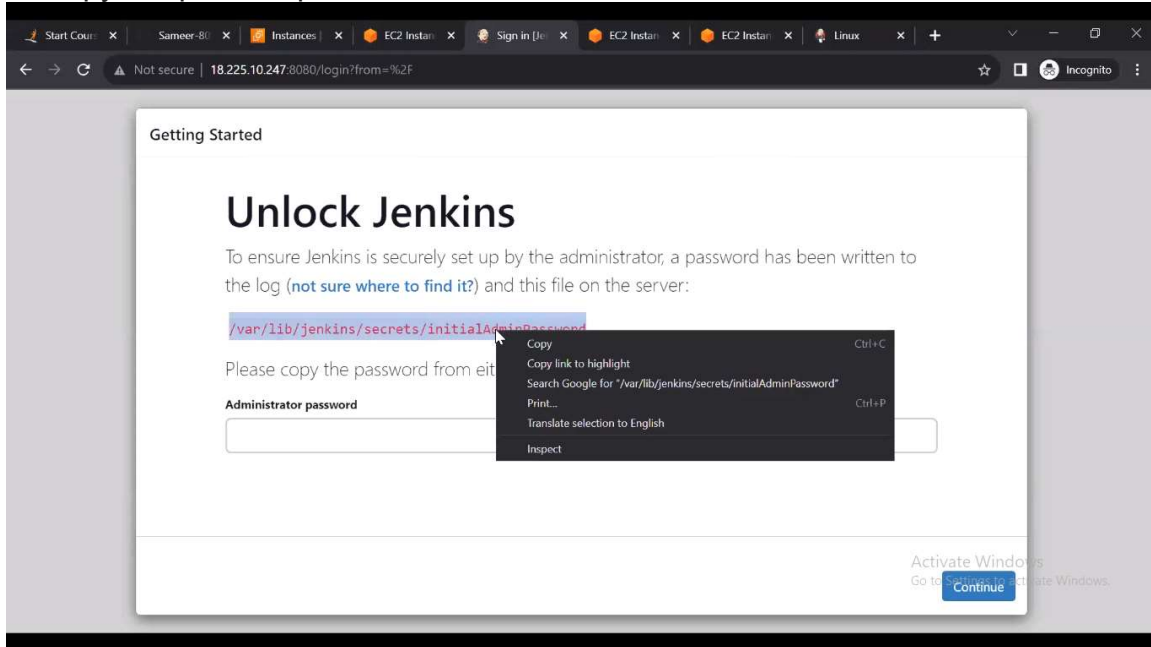 Start Cours
Sameer-80
Instances |
EC2 Instan
Sign in [Je
EC2 Instan
EC2 Instan
Linux
Not secure | 18.225.10.247:8080/login?from=%2F
Incognito
Getting Started
Unlock Jenkins
To ensure Jenkins is securely set up by the administrator, a password has been written to
the log (not sure where to find it?) and this file on the server:
/var/lib/jenkins/secrets/initialAdminPassword
Please copy the password from eit
Administrator password
Copy Ctrl+C
Copy link to highlight
Search Google for "/var/lib/jenkins/secrets/initialAdminPassword"
Print... Ctrl+P
Translate selection to English
Inspect
Activate Windows
Go to Settings to activate Windows.
Continue